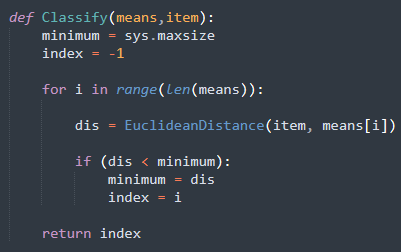 def Classify(means,item):
    minimum = sys.maxsize
    index = -1
    for i in range(len(means)):
        dis = EuclideanDistance(item, means[i])
        if (dis < minimum):
            minimum = dis
            index = i
    return index